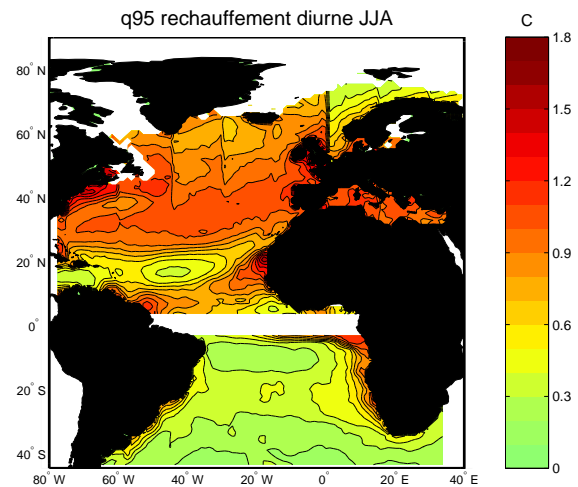 q95 rechauffement diurne JJA
C
80° N
60° N
40° N
20° N
0°
20° S
40° S
80° W
60° W
40° W
20° W
0°
20° E
40° E
1.8
1.5
1.2
0.9
0.6
0.3
0